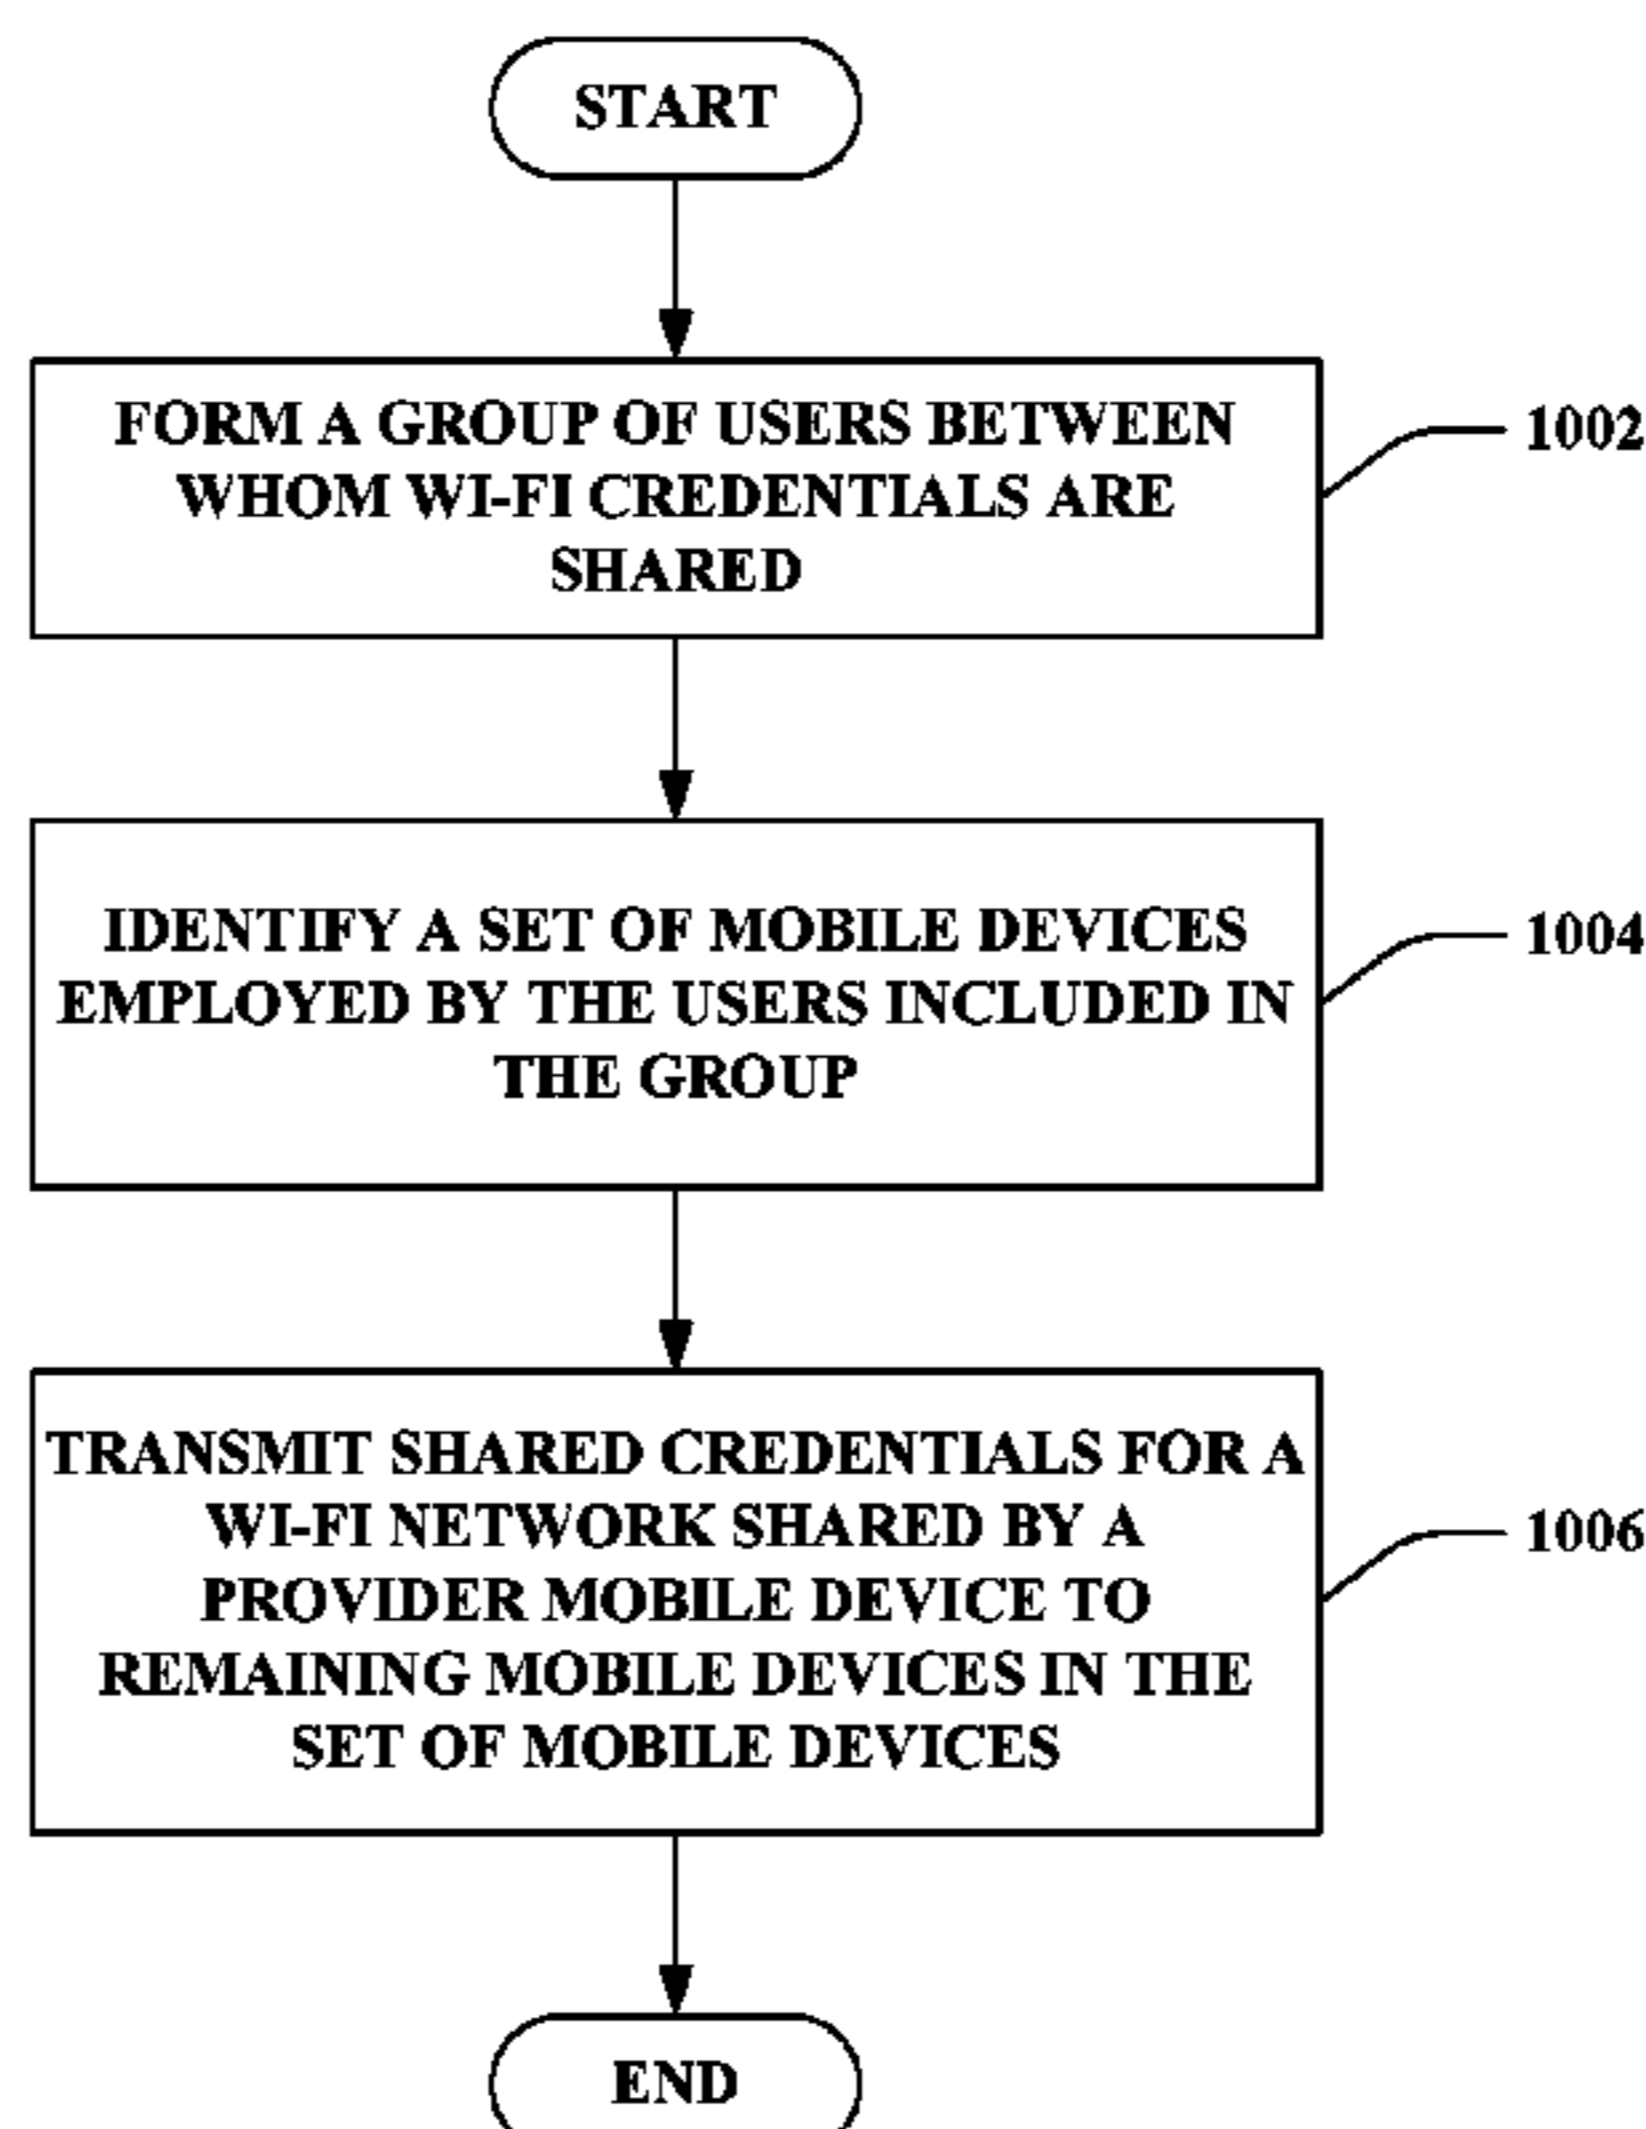 START
FORM A GROUP OF USERS BETWEEN
WHOM WI-FI CREDENTIALS ARE
SHARED
1002
IDENTIFY A SET OF MOBILE DEVICES
EMPLOYED BY THE USERS INCLUDED IN
THE GROUP
1004
TRANSMIT SHARED CREDENTIALS FOR A
WI-FI NETWORK SHARED BY A
PROVIDER MOBILE DEVICE TO
REMAINING MOBILE DEVICES IN THE
SET OF MOBILE DEVICES
1006
END